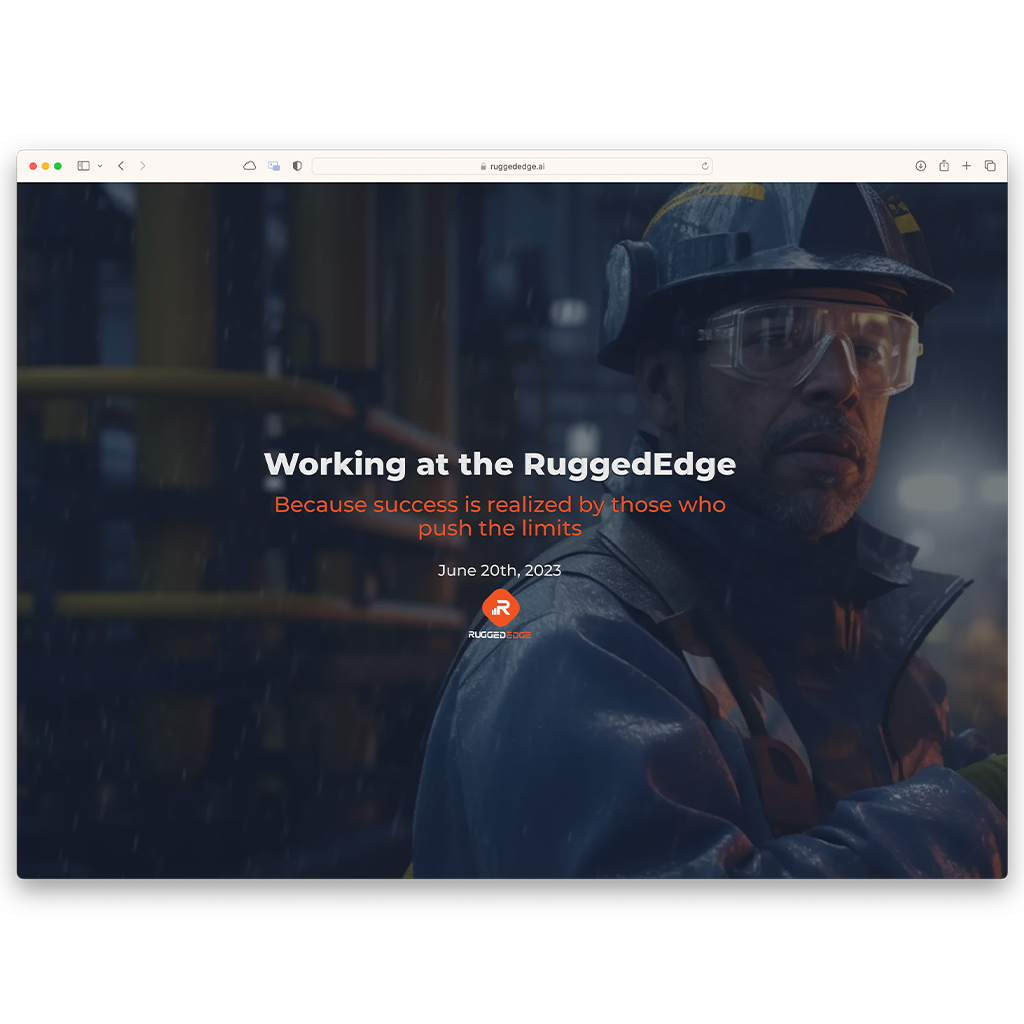 ruggededge.ai
Working at the RuggedEdge
Because success is realized by those who
push the limits
June 20th, 2023
R
RUGGEDEDGE